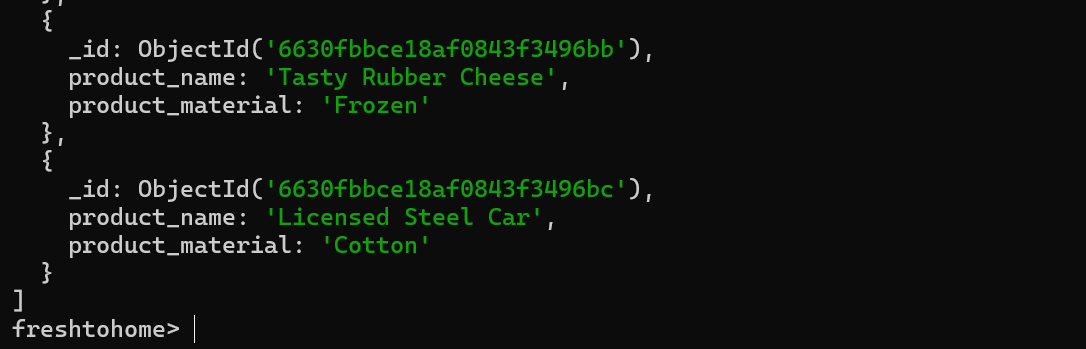 },
{
_id: ObjectId('6630fbbce18af0843f3496bb'),
product_name: 'Tasty Rubber Cheese',
product_material: 'Frozen'
},
{
_id: ObjectId('6630fbbce18af0843f3496bc'),
product_name: 'Licensed Steel Car',
product_material: 'Cotton'
}
]
freshtohome>